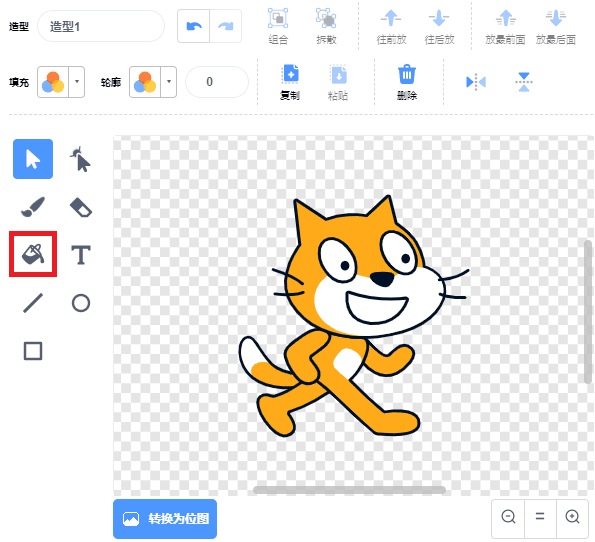 造型 造型1
组合 拆散 往前放 往后放 放最前面 放最后面
填充 轮廓 0
复制 粘贴 删除
T
转换为位图